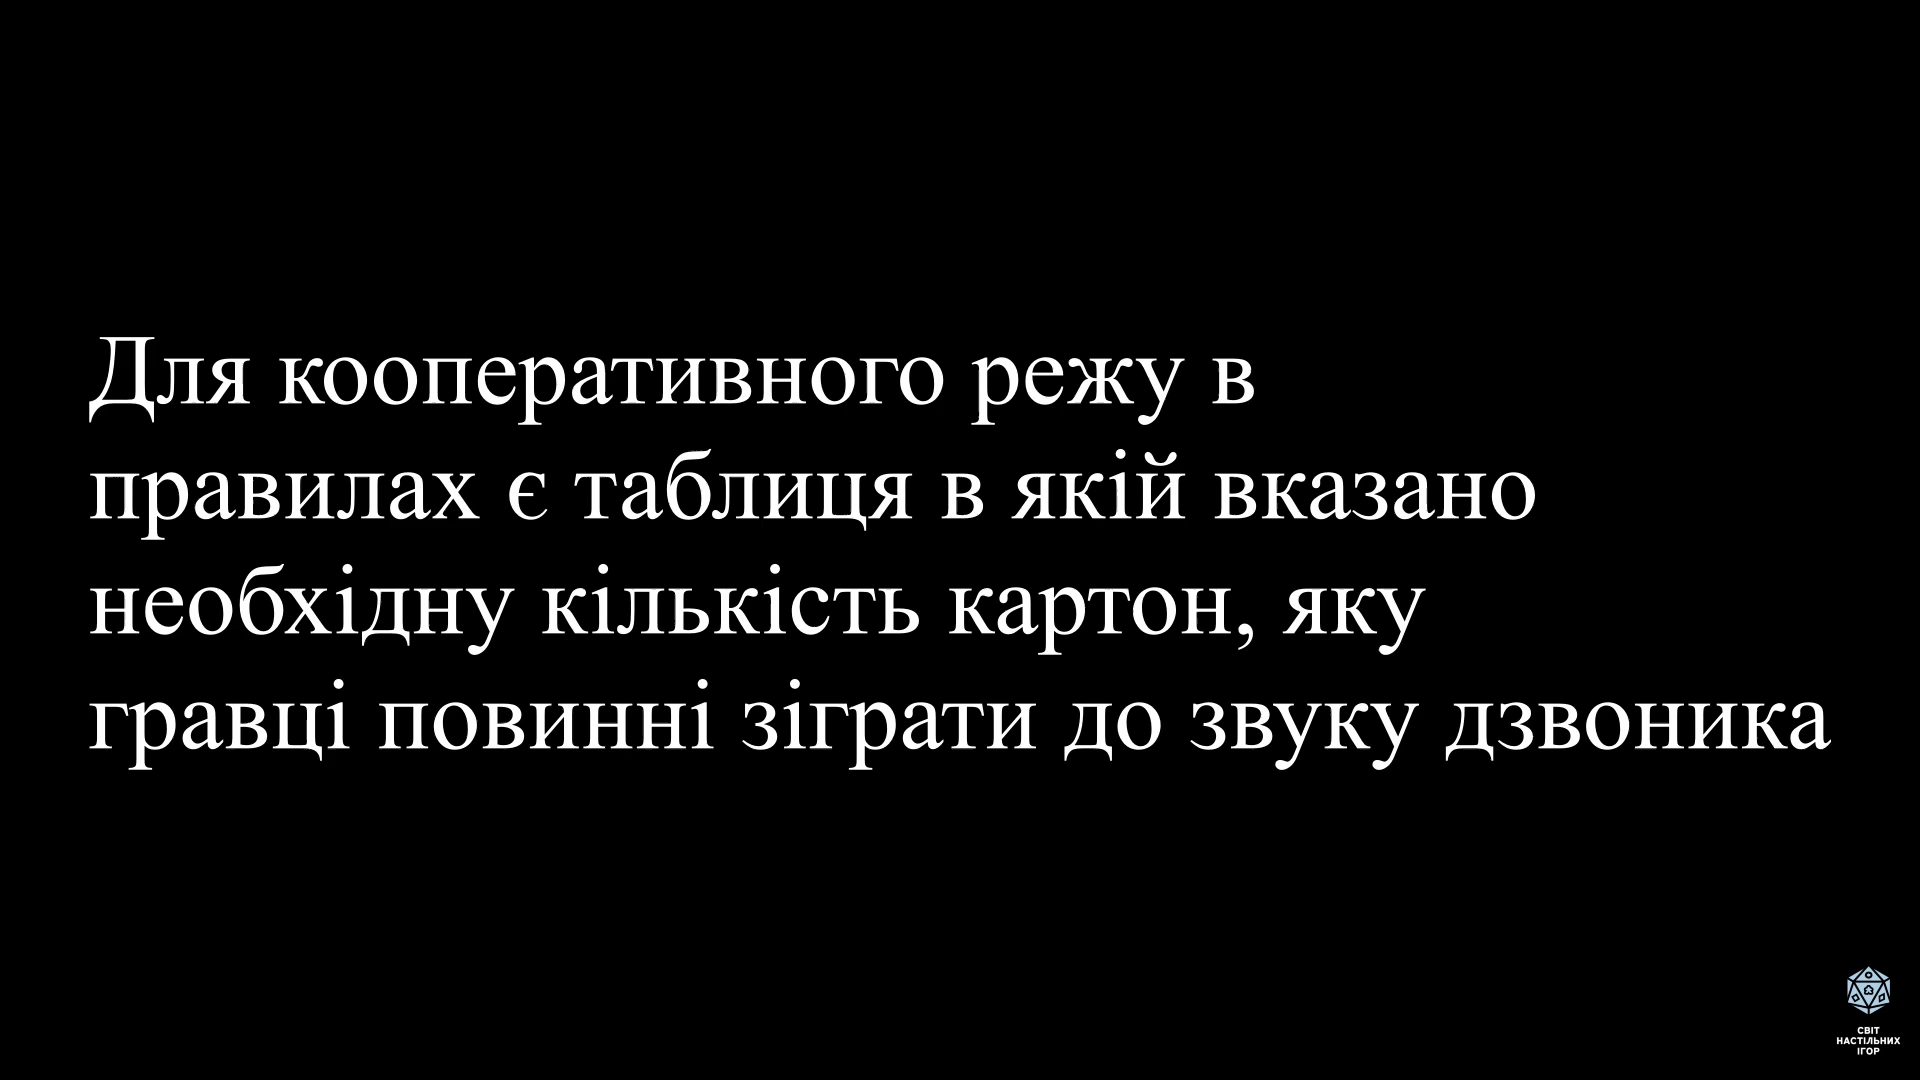 Для кооперативного режу в
правилах є таблиця в якій вказано
необхідну кількість картон, яку
гравці повинні зіграти до звуку дзвоника
СВІТ
НАСТІЛЬНИХ
ІГОР